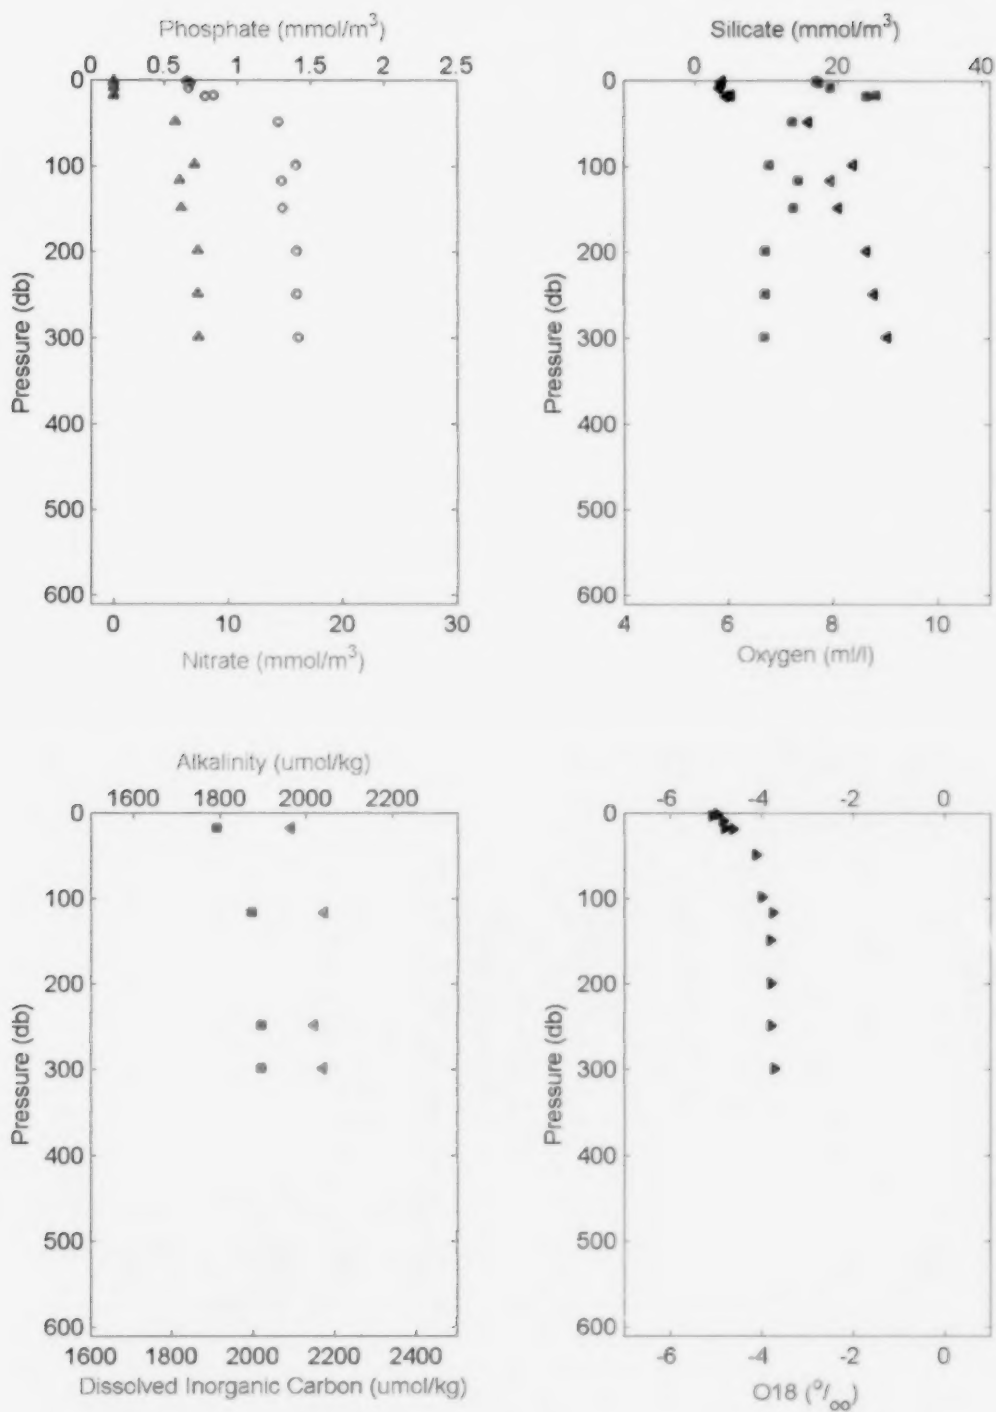 Phosphate (mmol/m³)
0 0.5 1 1.5 2 2.5
0
100
200
300
400
500
600
Pressure (db)
0 10 20 30
Nitrate (mmol/m³)
Silicate (mmol/m³)
0 20 40
0
100
200
300
400
500
600
Pressure (db)
4 6 8 10
Oxygen (ml/l)
Alkalinity (umol/kg)
1600 1800 2000 2200
0
100
200
300
400
500
600
Pressure (db)
1600 1800 2000 2200 2400
Dissolved Inorganic Carbon (umol/kg)
-6 -4 -2 0
0
100
200
300
400
500
600
Pressure (db)
-6 -4 -2 0
O18 (⁰/₀₀)